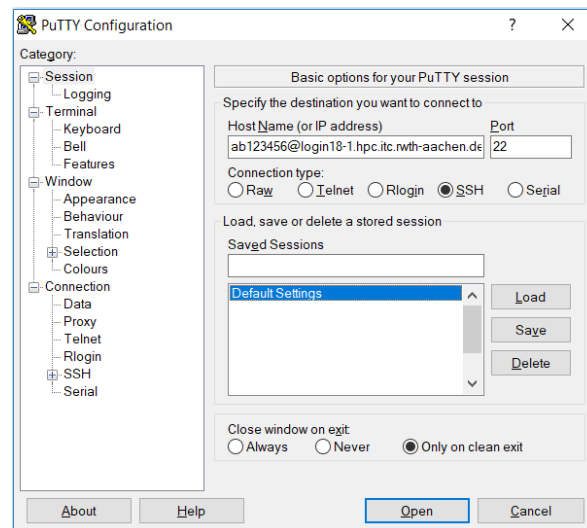 PuTTY Configuration
?
Category:
Session
Logging
Terminal
Keyboard
Bell
Features
Window
Appearance
Behaviour
Translation
Selection
Colours
Connection
Data
Proxy
Telnet
Rlogin
SSH
Serial
Basic options for your PuTTY session
Specify the destination you want to connect to
Host Name (or IP address) Port
ab123456@login18-1.hpc.itc.rwth-aachen.de 22
Connection type:
Raw Telnet Rlogin SSH Serial
Load, save or delete a stored session
Saved Sessions
Default Settings
Load
Save
Delete
Close window on exit:
Always Never Only on clean exit
About Help Open Cancel